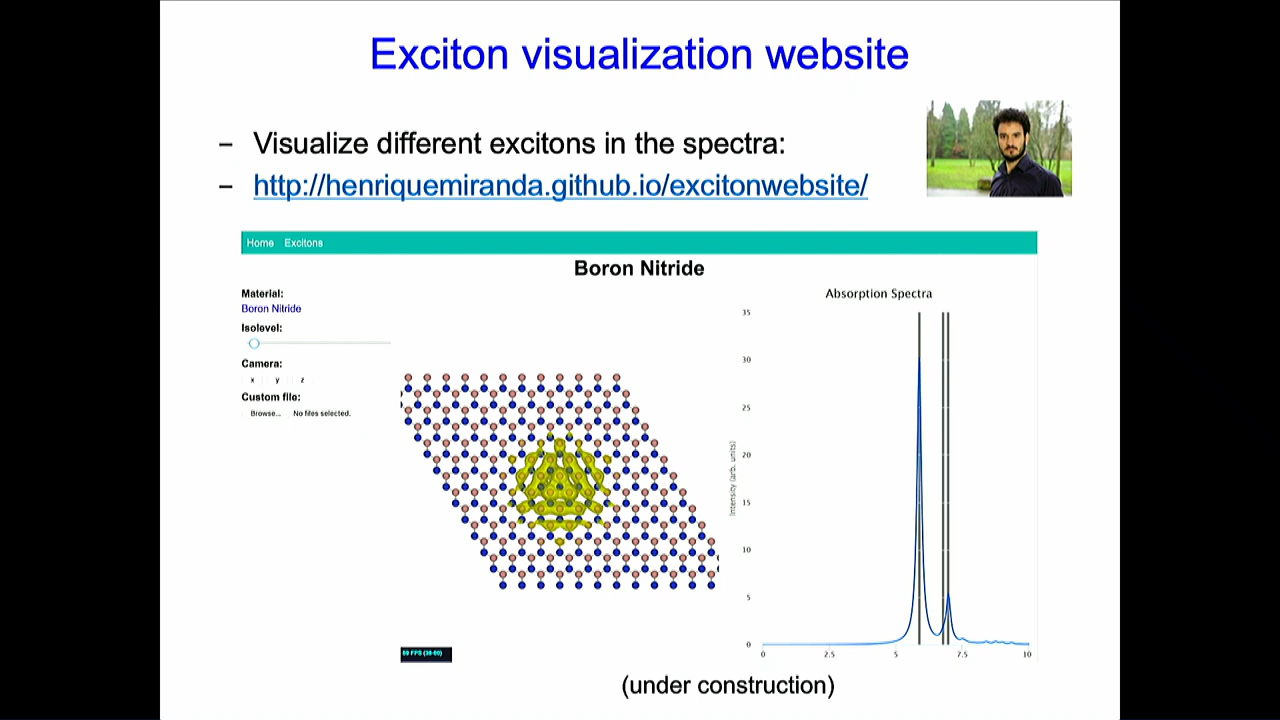 Exciton visualization website
– Visualize different excitons in the spectra:
– http://henriquemiranda.github.io/excitonwebsite/
Home Excitons
Boron Nitride
Material:
Boron Nitride
Isolevel:
Camera:
x y z
Custom file:
Browse... No files selected.
Absorption Spectra
Intensity (arb. units)
35
30
25
20
15
10
5
0
0 2.5 5 7.5 10
(under construction)